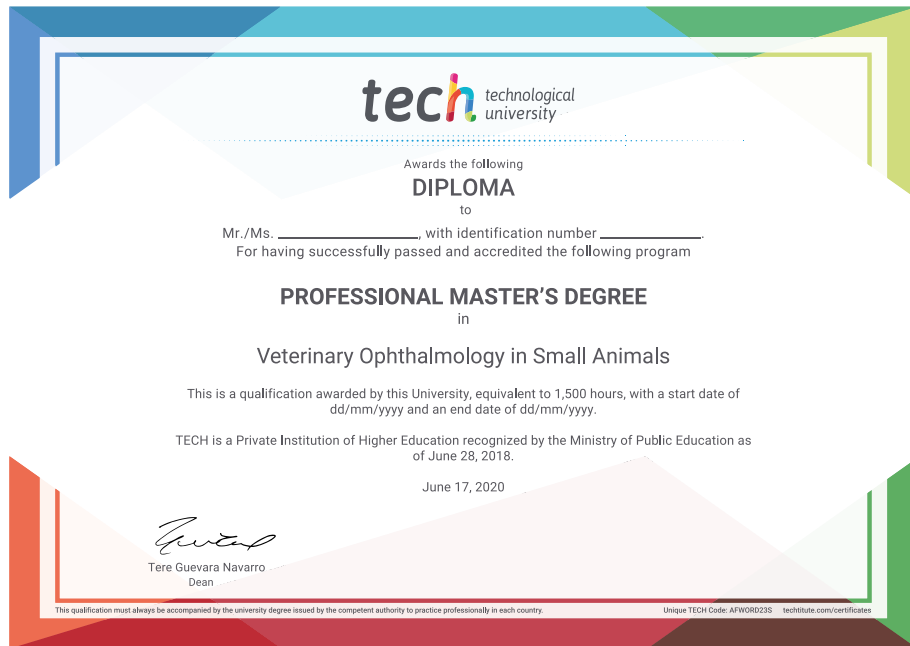 tech technological
university
Awards the following
DIPLOMA
to
Mr./Ms. ____________, with identification number ____________.
For having successfully passed and accredited the following program
PROFESSIONAL MASTER'S DEGREE
in
Veterinary Ophthalmology in Small Animals
This is a qualification awarded by this University, equivalent to 1,500 hours, with a start date of
dd/mm/yyyy and an end date of dd/mm/yyyy.
TECH is a Private Institution of Higher Education recognized by the Ministry of Public Education as
of June 28, 2018.
June 17, 2020
Tere Guevara Navarro
Dean
This qualification must always be accompanied by the university degree issued by the competent authority to practice professionally in each country.
Unique TECH Code: AFWORD23S techtitute.com/certificates